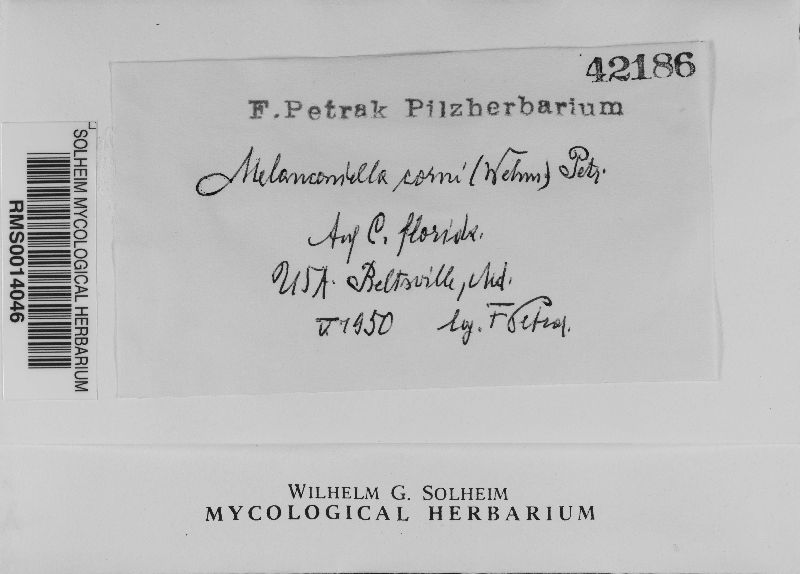 42186
F. Petrak Pilzherbarium
Melanconiella corni (Wehm) Petr.
Auf C. florida.
USA. Beltsville, Md.
V. 1950 leg. F. Petrak.
SOLHEIM MYCOLOGICAL HERBARIUM
RMS0014046
WILHELM G. SOLHEIM
MYCOLOGICAL HERBARIUM